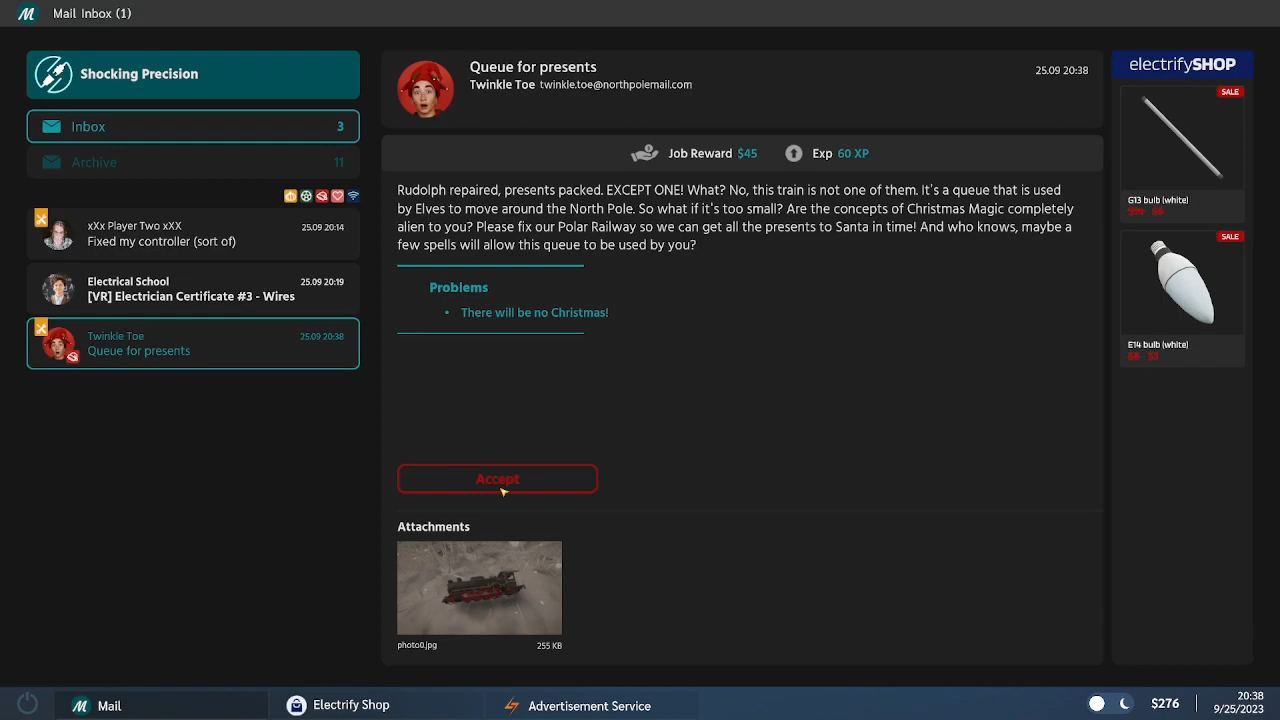 Mail Inbox (1)
Shocking Precision
Inbox 3
Archive 11
xXx Player Two xXX 25.09 20:14
Fixed my controller (sort of)
Electrical School 25.09 20:19
[VR] Electrician Certificate #3 - Wires
Twinkle Toe 25.09 20:38
Queue for presents
Queue for presents
Twinkle Toe twinkle.toe@northpolemail.com
25.09 20:38
Job Reward $45 Exp 60 XP
Rudolph repaired, presents packed. EXCEPT ONE! What? No, this train is not one of them. It's a queue that is used
by Elves to move around the North Pole. So what if it's too small? Are the concepts of Christmas Magic completely
alien to you? Please fix our Polar Railway so we can get all the presents to Santa in time! And who knows, maybe a
few spells will allow this queue to be used by you?
Problems
• There will be no Christmas!
Accept
Attachments
photo0.jpg 255 KB
electrifySHOP
SALE
G13 bulb (white)
SALE
E14 bulb (white)
Mail
Electrify Shop
Advertisement Service
$276
20:38
9/25/2023